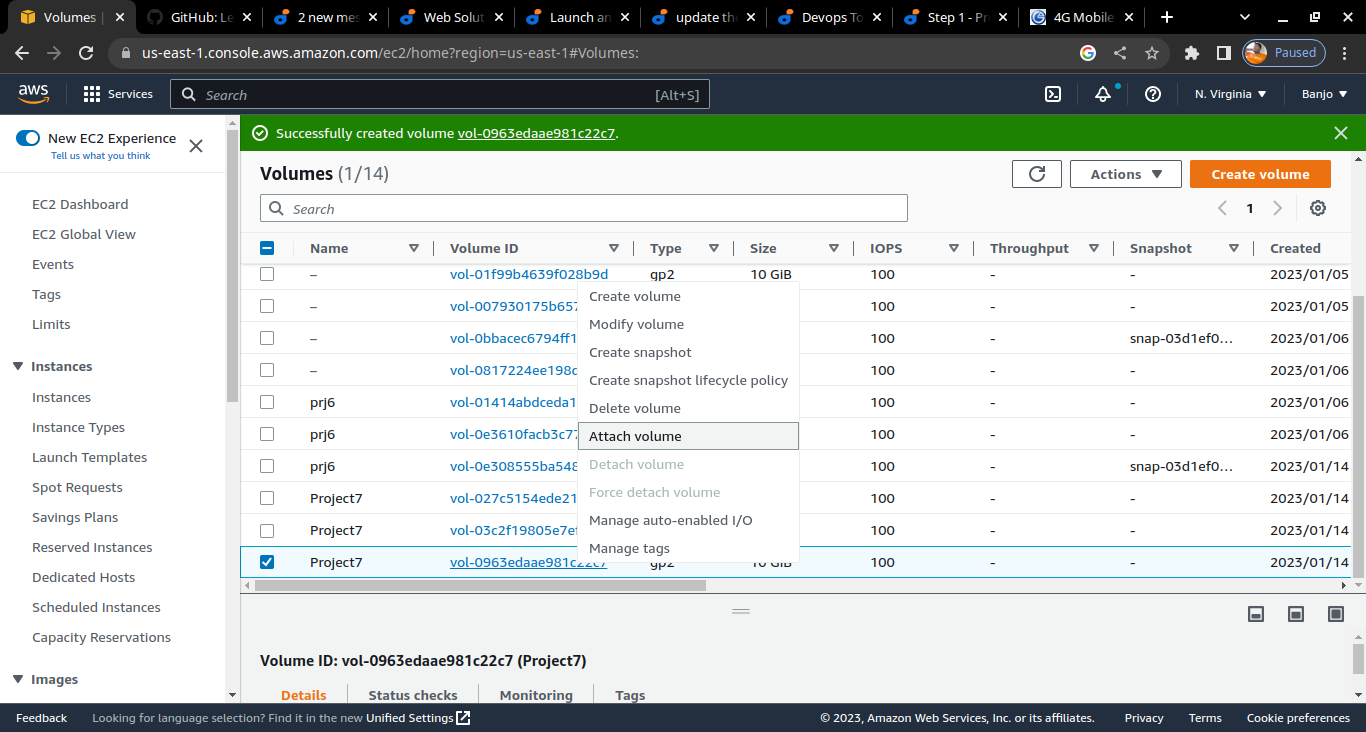 Volumes |
GitHub: Le
2 new mes
Web Solut
Launch an
update the
Devops To
Step 1 - Pr
4G Mobile
us-east-1.console.aws.amazon.com/ec2/home?region=us-east-1#Volumes:
Paused
aws
Services
Search
[Alt+S]
N. Virginia
Banjo
New EC2 Experience
Tell us what you think
EC2 Dashboard
EC2 Global View
Events
Tags
Limits
Instances
Instances
Instance Types
Launch Templates
Spot Requests
Savings Plans
Reserved Instances
Dedicated Hosts
Scheduled Instances
Capacity Reservations
Images
Successfully created volume vol-0963edaae981c22c7.
Volumes (1/14)
Actions
Create volume
Search
1
Name Volume ID Type Size IOPS Throughput Snapshot Created
– vol-01f99b4639f028b9d gp2 10 GiB 100 - - 2023/01/05
– vol-007930175b657 100 - - 2023/01/05
– vol-0bbacec6794ff1 100 - snap-03d1ef0... 2023/01/06
– vol-0817224ee198c 100 - - 2023/01/06
prj6 vol-01414abdceda1 100 - - 2023/01/06
prj6 vol-0e3610facb3c77 100 - - 2023/01/06
prj6 vol-0e308555ba548 100 - snap-03d1ef0... 2023/01/14
Project7 vol-027c5154ede21 100 - - 2023/01/14
Project7 vol-03c2f19805e7ef 100 - - 2023/01/14
Project7 vol-0963edaae981c22c7 gp2 10 GiB 100 - - 2023/01/14
Create volume
Modify volume
Create snapshot
Create snapshot lifecycle policy
Delete volume
Attach volume
Detach volume
Force detach volume
Manage auto-enabled I/O
Manage tags
Volume ID: vol-0963edaae981c22c7 (Project7)
Details
Status checks
Monitoring
Tags
Feedback
Looking for language selection? Find it in the new Unified Settings
© 2023, Amazon Web Services, Inc. or its affiliates.
Privacy
Terms
Cookie preferences